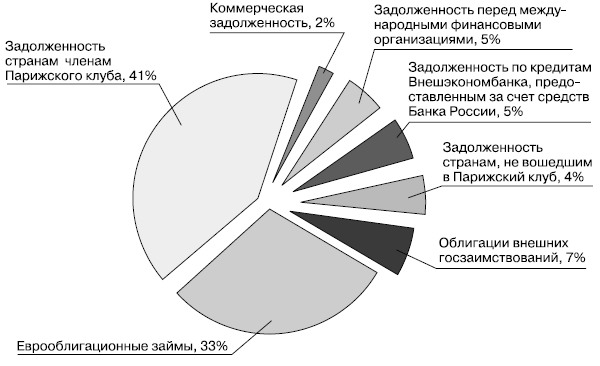 Коммерческая
задолженность, 2%
Задолженность перед между-
народными финансовыми
организациями, 5%
Задолженность
странам членам
Парижского клуба, 41%
Задолженность по кредитам
Внешэкономбанка, предо-
ставленным за счет средств
Банка России, 5%
Задолженность
странам, не вошедшим
в Парижский клуб, 4%
Облигации внешних
госзаимствований, 7%
Еврооблигационные займы, 33%